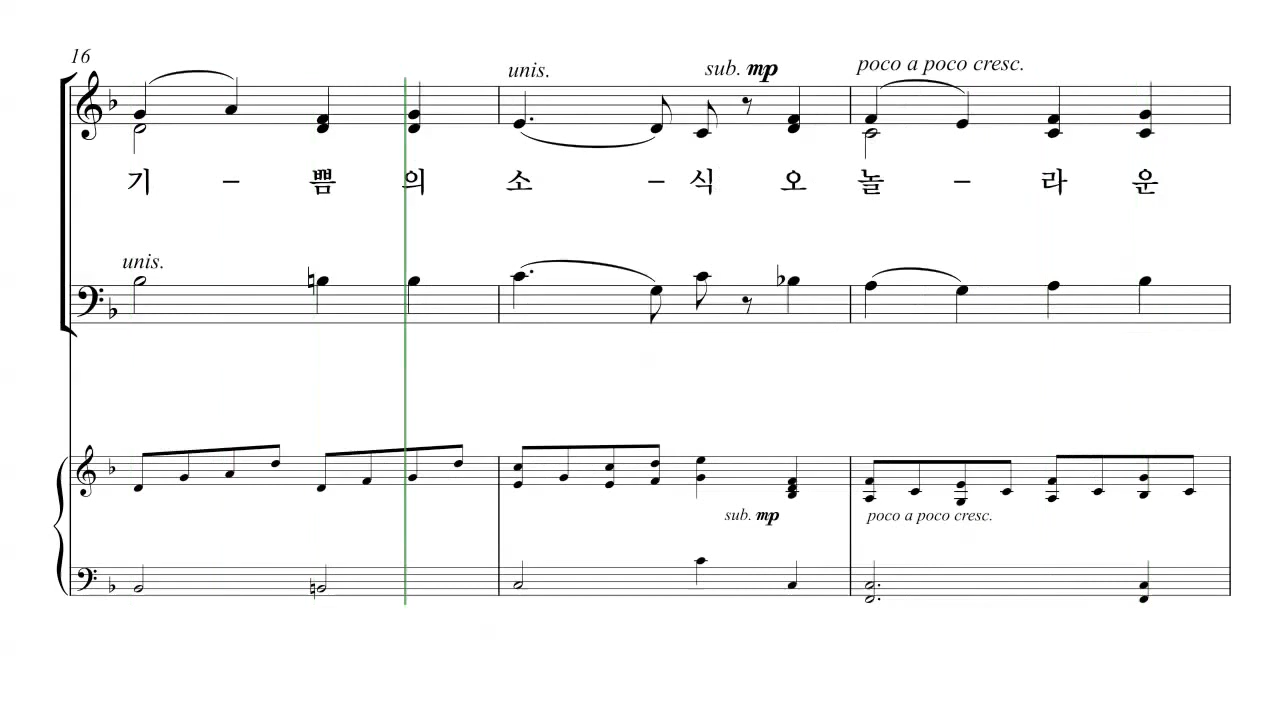 16
unis. sub. mp poco a poco cresc.
기 – 쁨 의 소 – 식 오 놀 – 라 운
unis.
sub. mp poco a poco cresc.